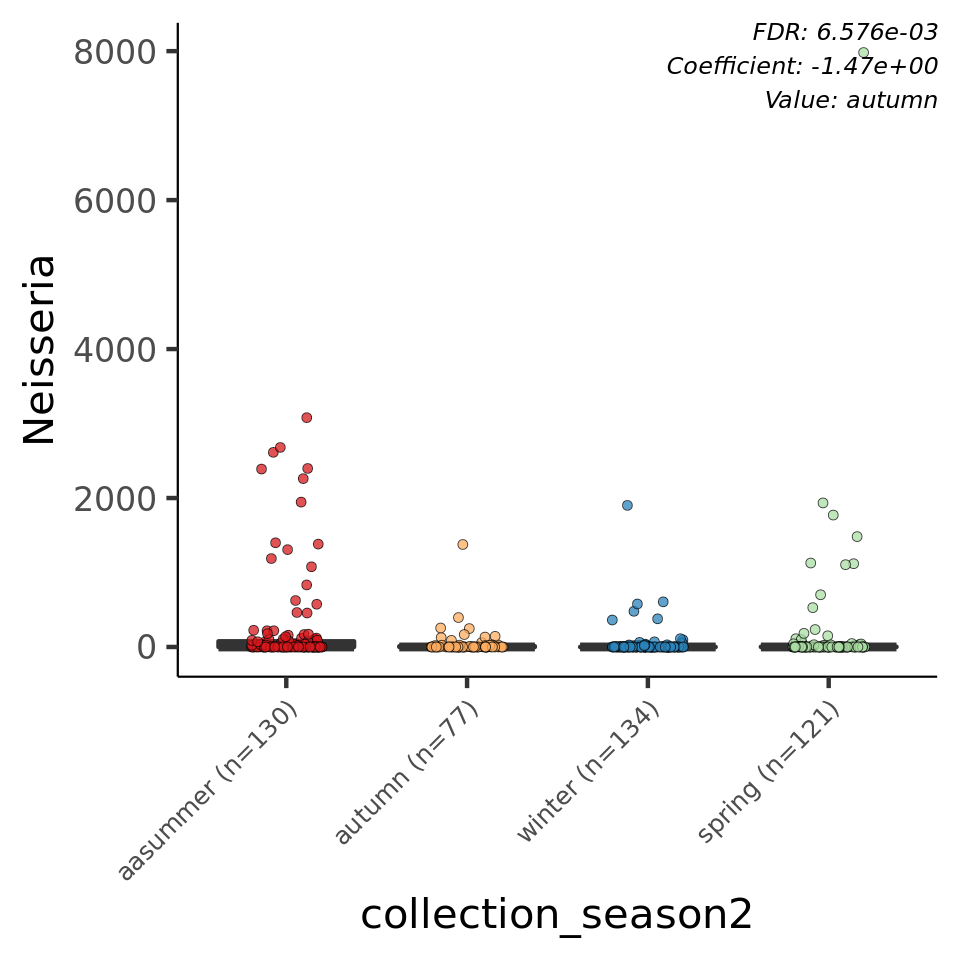 FDR: 6.576e-03
Coefficient: -1.47e+00
Value: autumn
8000
6000
4000
2000
0
Neisseria
aasummer (n=130)
autumn (n=77)
winter (n=134)
spring (n=121)
collection_season2